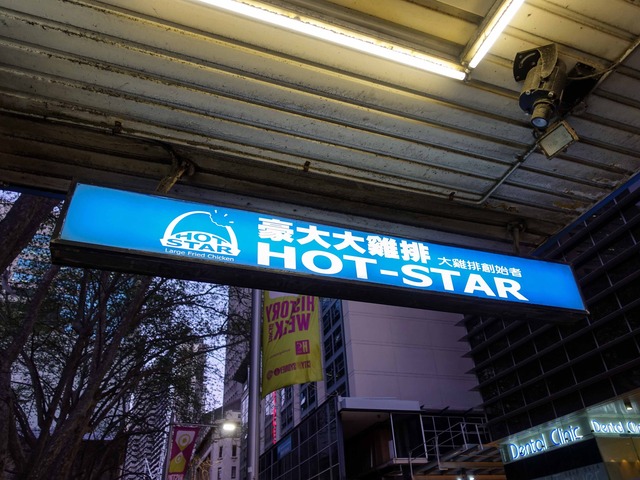 HOT
STAR
Large Fried Chicken
豪大大雞排
大雞排創始者
HOT-STAR
HISTORY
WEEK
Dental Clinic
Dental Clinic